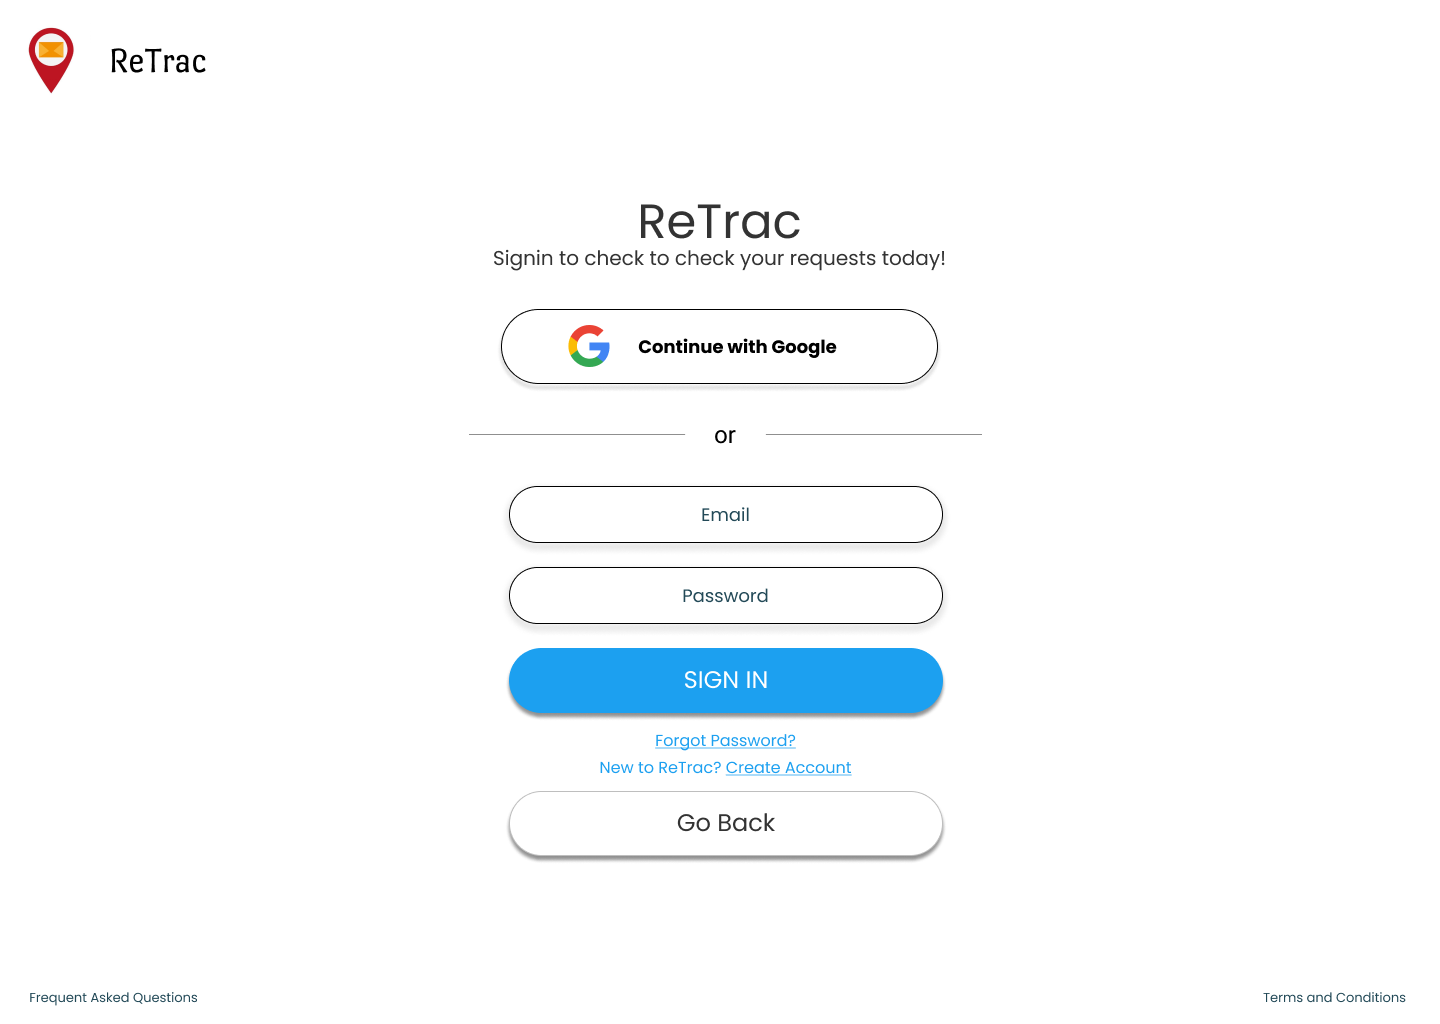 ReTrac
ReTrac
Signin to check to check your requests today!
Continue with Google
or
Email
Password
SIGN IN
Forgot Password?
New to ReTrac? Create Account
Go Back
Frequent Asked Questions
Terms and Conditions